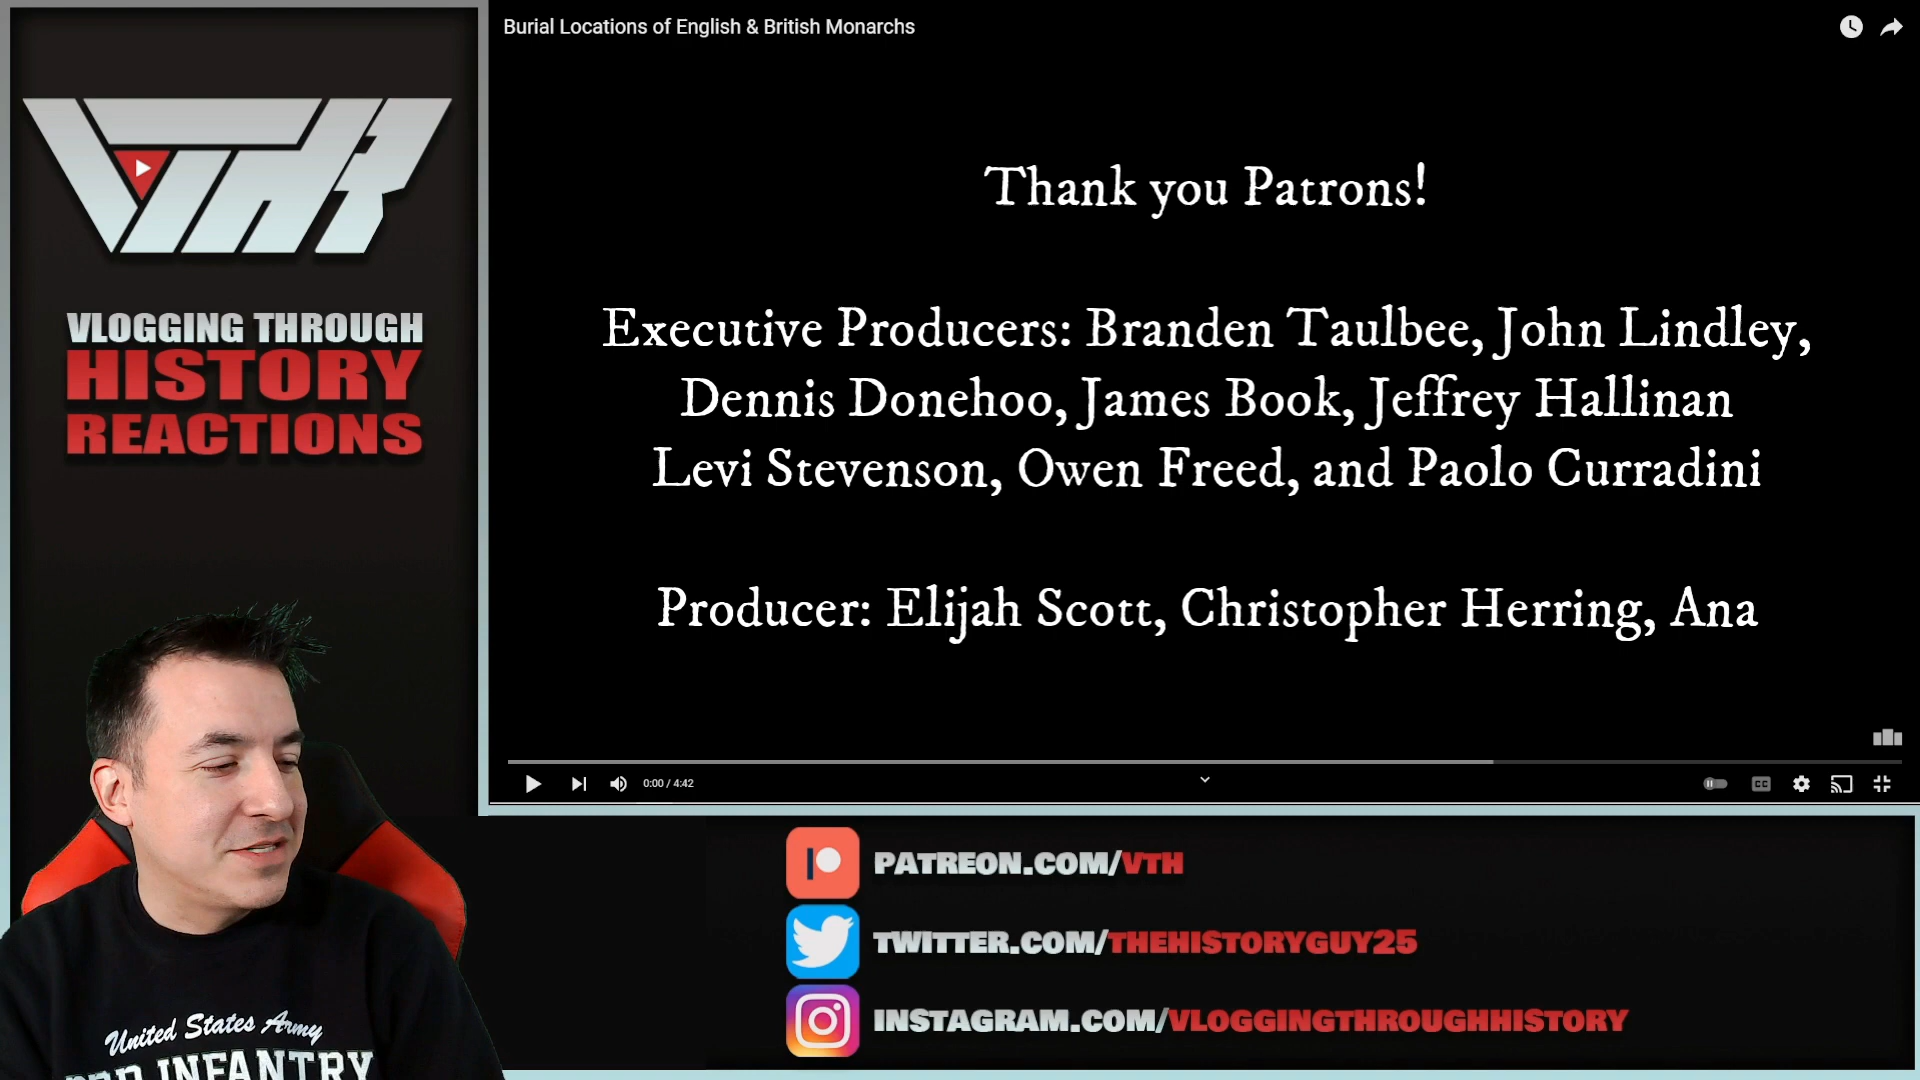 Burial Locations of English & British Monarchs
VTHR
VLOGGING THROUGH
HISTORY
REACTIONS
Thank you Patrons!
Executive Producers: Branden Taulbee, John Lindley,
Dennis Donehoo, James Book, Jeffrey Hallinan
Levi Stevenson, Owen Freed, and Paolo Curradini
Producer: Elijah Scott, Christopher Herring, Ana
0:00 / 4:42
CC
PATREON.COM/VTH
TWITTER.COM/THEHISTORYGUY25
INSTAGRAM.COM/VLOGGINGTHROUGHHISTORY
United States Army
INFANTRY